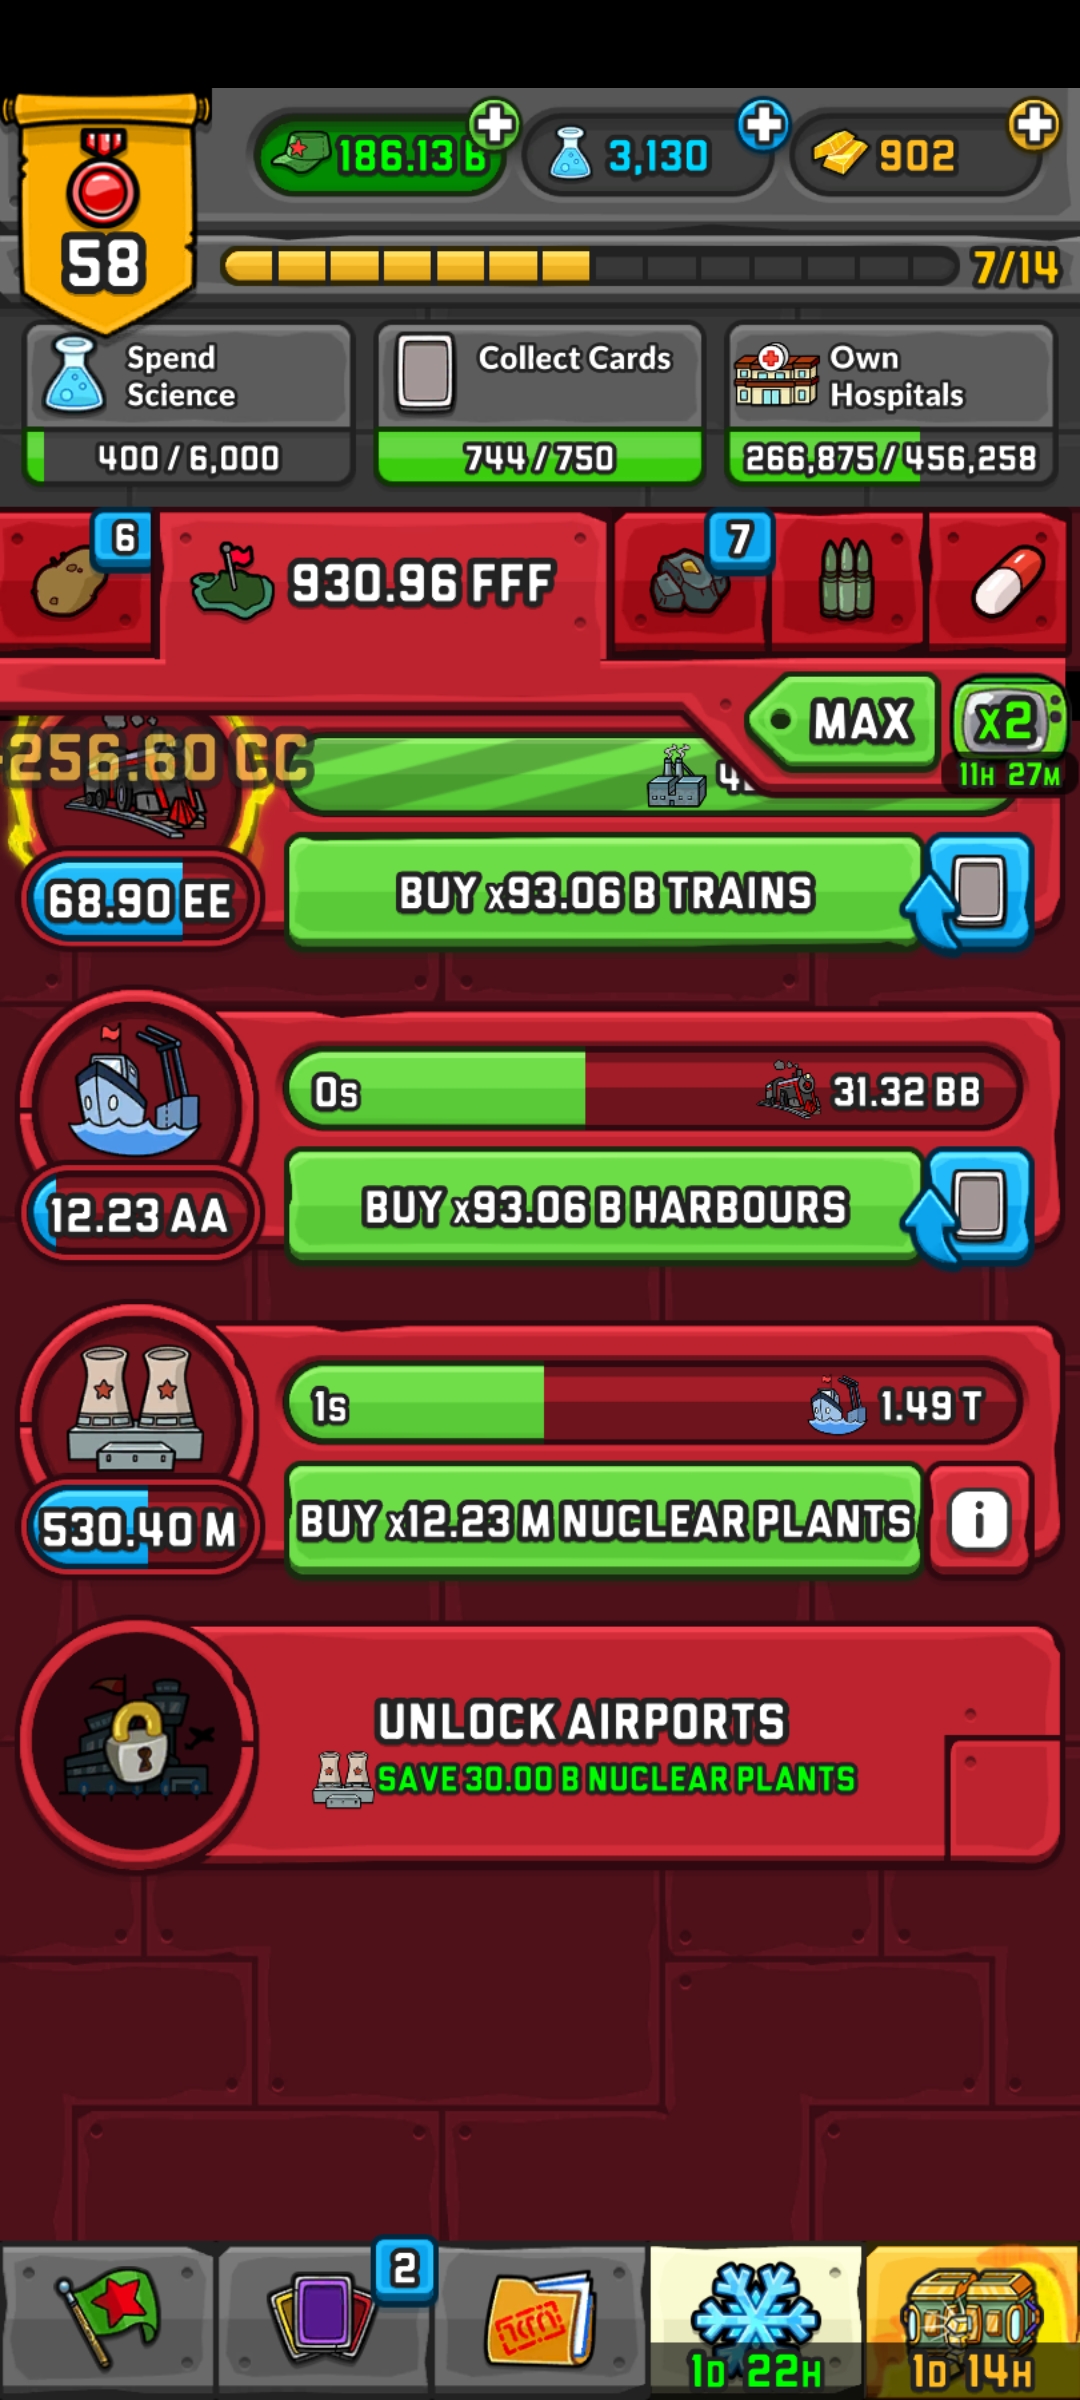 58
186.13 B
3,130
902
7/14
Spend
Science
400 / 6,000
Collect Cards
744 / 750
Own
Hospitals
266,875 / 456,258
6
930.96 FFF
7
MAX
x2
11H 27M
-256.60 CC
68.90 EE
BUY x93.06 B TRAINS
0s
31.32 BB
12.23 AA
BUY x93.06 B HARBOURS
1s
1.49 T
530.40 M
BUY x12.23 M NUCLEAR PLANTS
i
UNLOCK AIRPORTS
SAVE 30.00 B NUCLEAR PLANTS
2
1D 22H
1D 14H